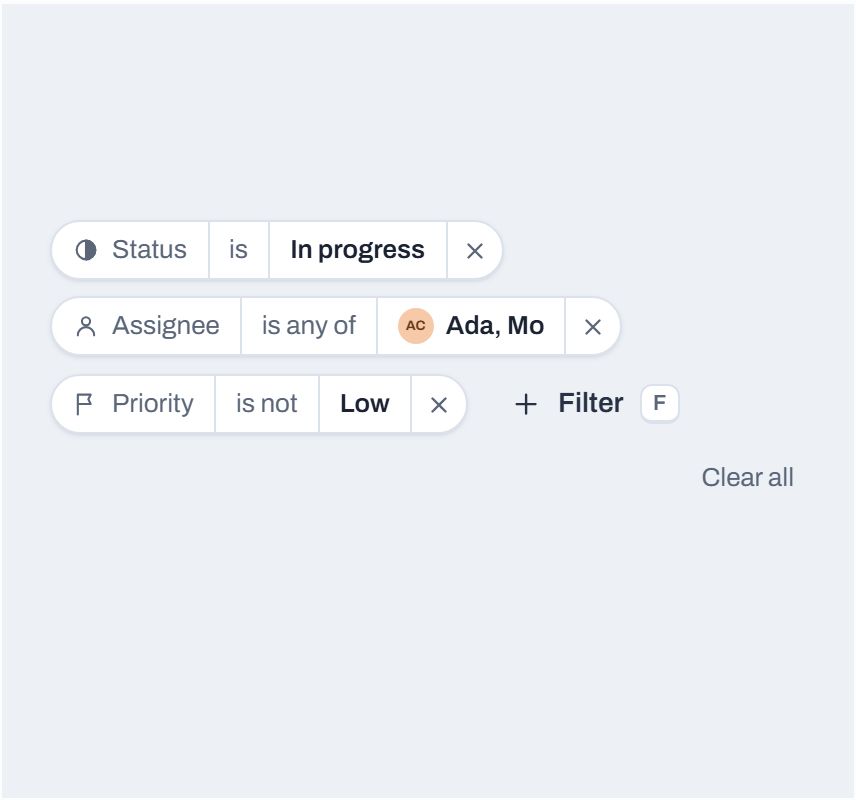 Status is In progress
Assignee is any of AC Ada, Mo
Priority is not Low Filter F
Clear all